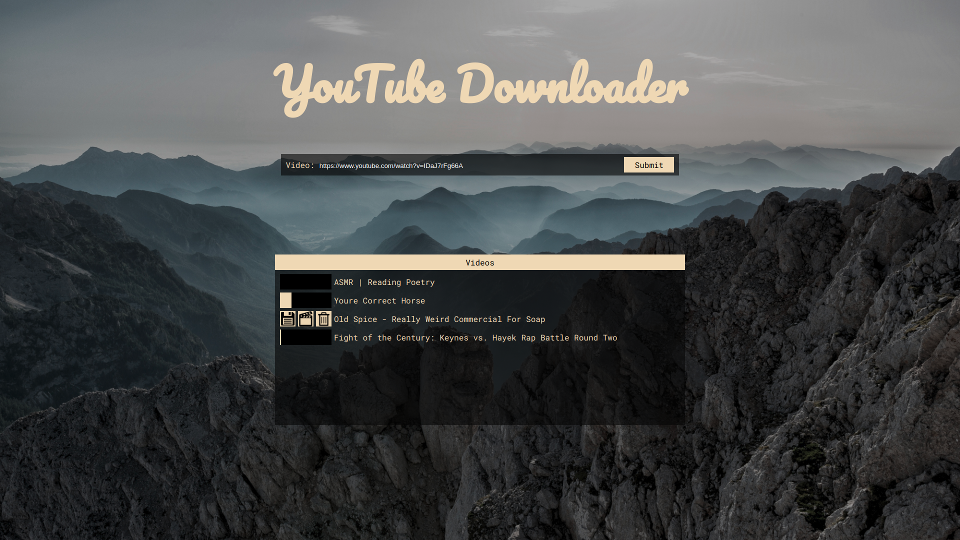 YouTube Downloader
Video: https://www.youtube.com/watch?v=IDaJ7rFg66A
Submit
Videos
ASMR | Reading Poetry
Youre Correct Horse
Old Spice - Really Weird Commercial For Soap
Fight of the Century: Keynes vs. Hayek Rap Battle Round Two